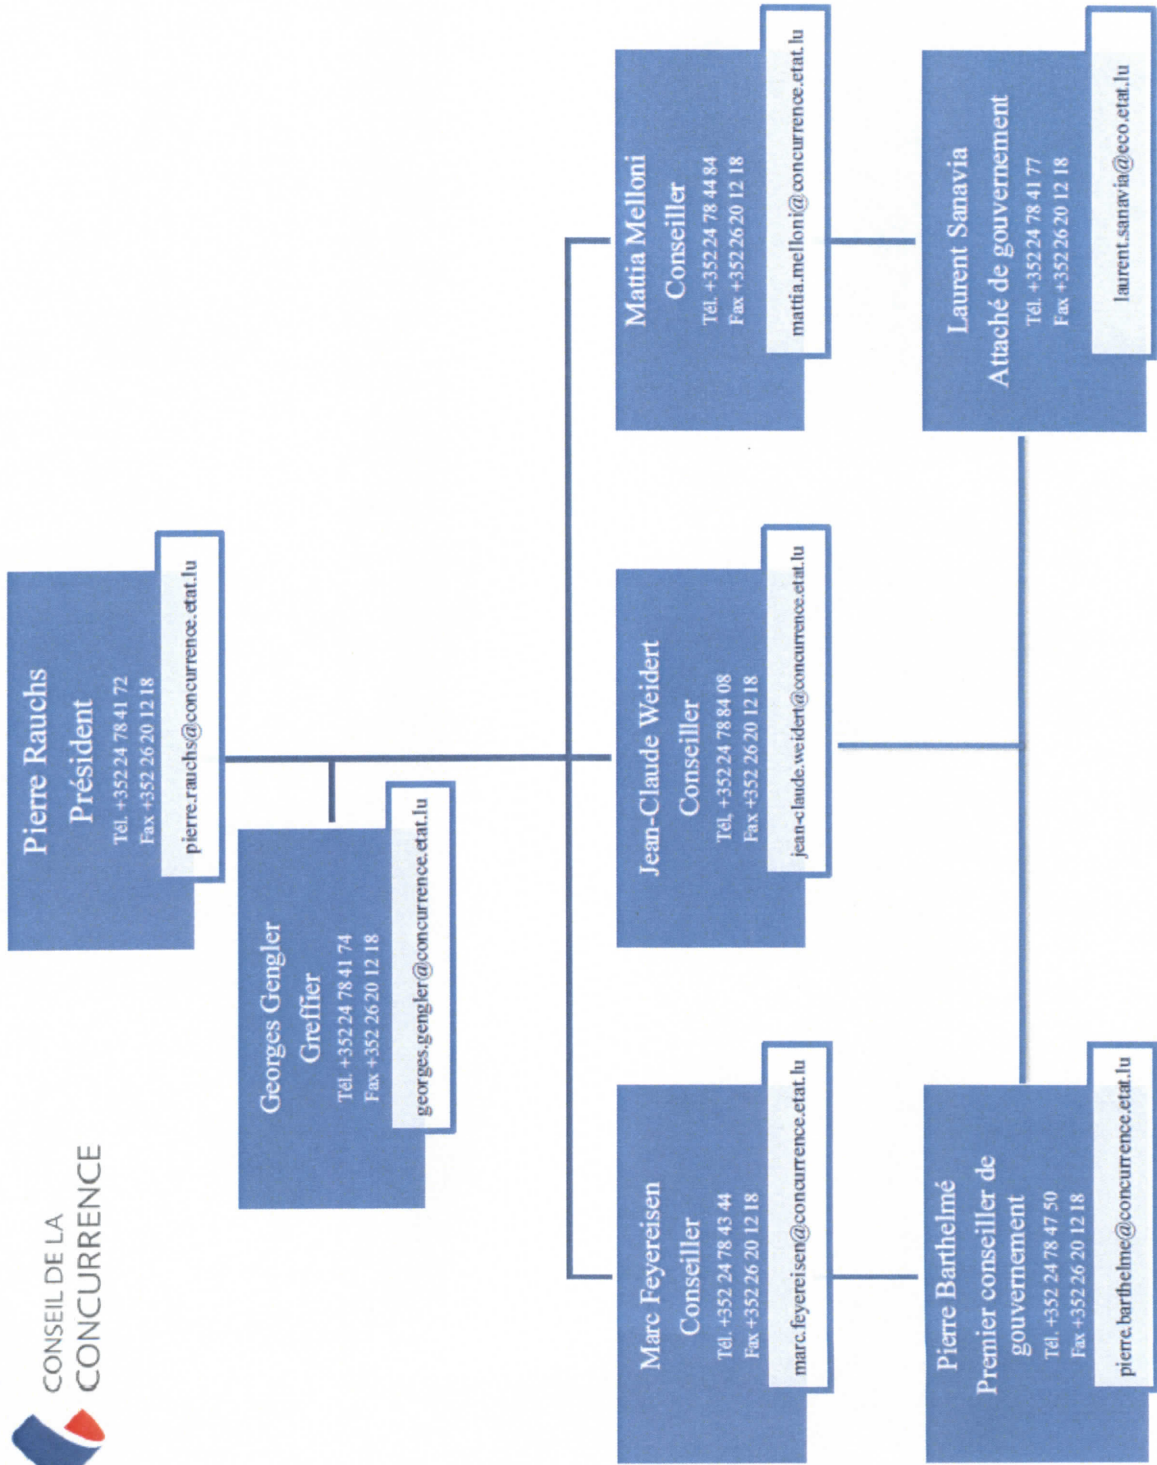 CONSEIL DE LA
CONCURRENCE
Pierre Rauchs
Président
Tél. +352 24 78 41 72
Fax +352 26 20 12 18
pierre.rauchs@concurrence.etat.lu
Georges Gengler
Greffier
Tél. +352 24 78 41 74
Fax +352 26 20 12 18
georges.gengler@concurrence.etat.lu
Marc Feyereisen
Conseiller
Tél. +352 24 78 43 44
Fax +352 26 20 12 18
marc.feyereisen@concurrence.etat.lu
Jean-Claude Weidert
Conseiller
Tél, +352 24 78 84 08
Fax +352 26 20 12 18
jean-claude.weidert@concurrence.etat.lu
Mattia Melloni
Conseiller
Tél. +352 24 78 44 84
Fax +352 26 20 12 18
mattia.melloni@concurrence.etat.lu
Pierre Barthelmé
Premier conseiller de
gouvernement
Tél. +352 24 78 47 50
Fax +352 26 20 12 18
pierre.barthelme@concurrence.etat.lu
Laurent Sanavia
Attaché de gouvernement
Tél. +352 24 78 41 77
Fax +352 26 20 12 18
laurent.sanavia@eco.etat.lu